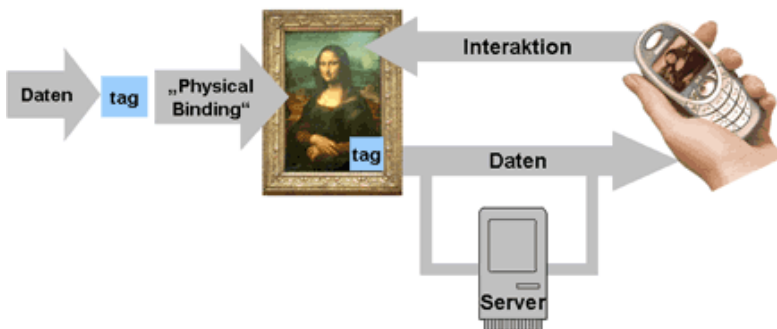 Daten
tag
„Physical
Binding“
tag
Interaktion
Daten
Server